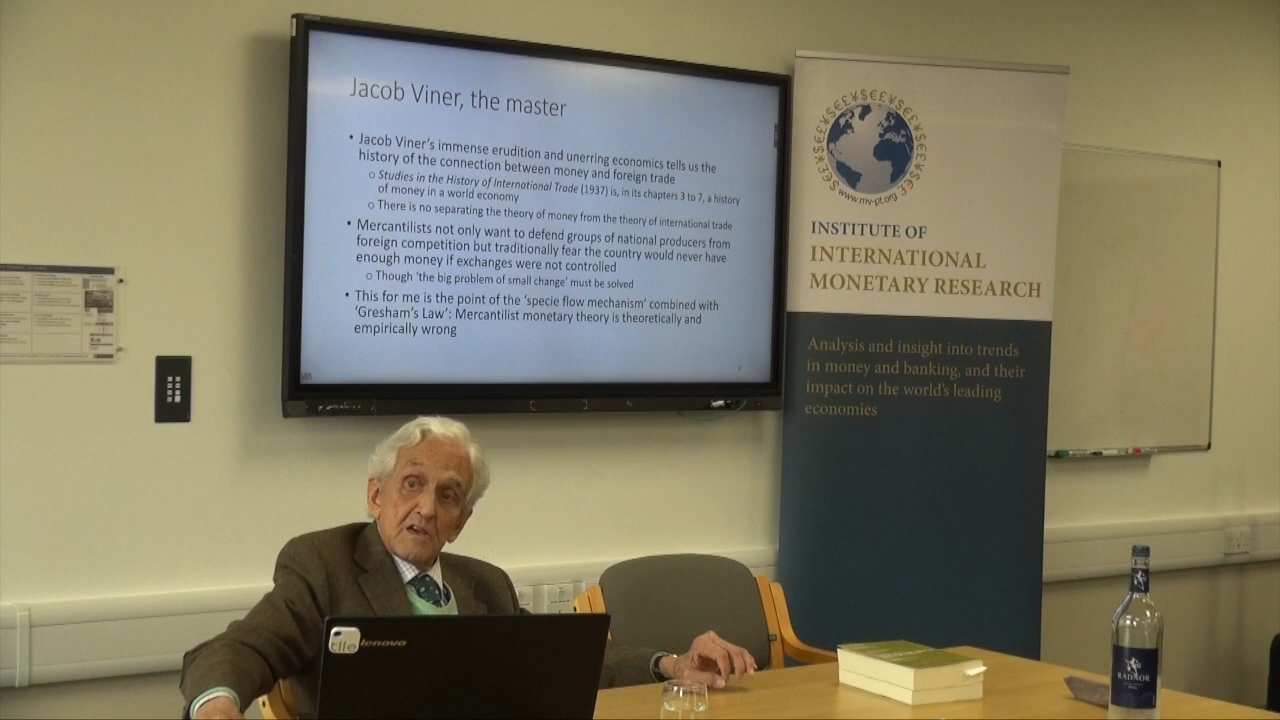 Jacob Viner, the master
• Jacob Viner's immense erudition and unerring economics tells us the
history of the connection between money and foreign trade
o Studies in the History of International Trade (1937) is, in its chapters 3 to 7, a history
of money in a world economy
o There is no separating the theory of money from the theory of international trade
• Mercantilists not only want to defend groups of national producers from
foreign competition but traditionally fear the country would never have
enough money if exchanges were not controlled
o Though 'the big problem of small change' must be solved
• This for me is the point of the 'specie flow mechanism' combined with
'Gresham's Law': Mercantilist monetary theory is theoretically and
empirically wrong
www.mv-pt.org
INSTITUTE OF
INTERNATIONAL
MONETARY RESEARCH
Analysis and insight into trends
in money and banking, and their
impact on the world's leading
economies
lenovo
RADNOR